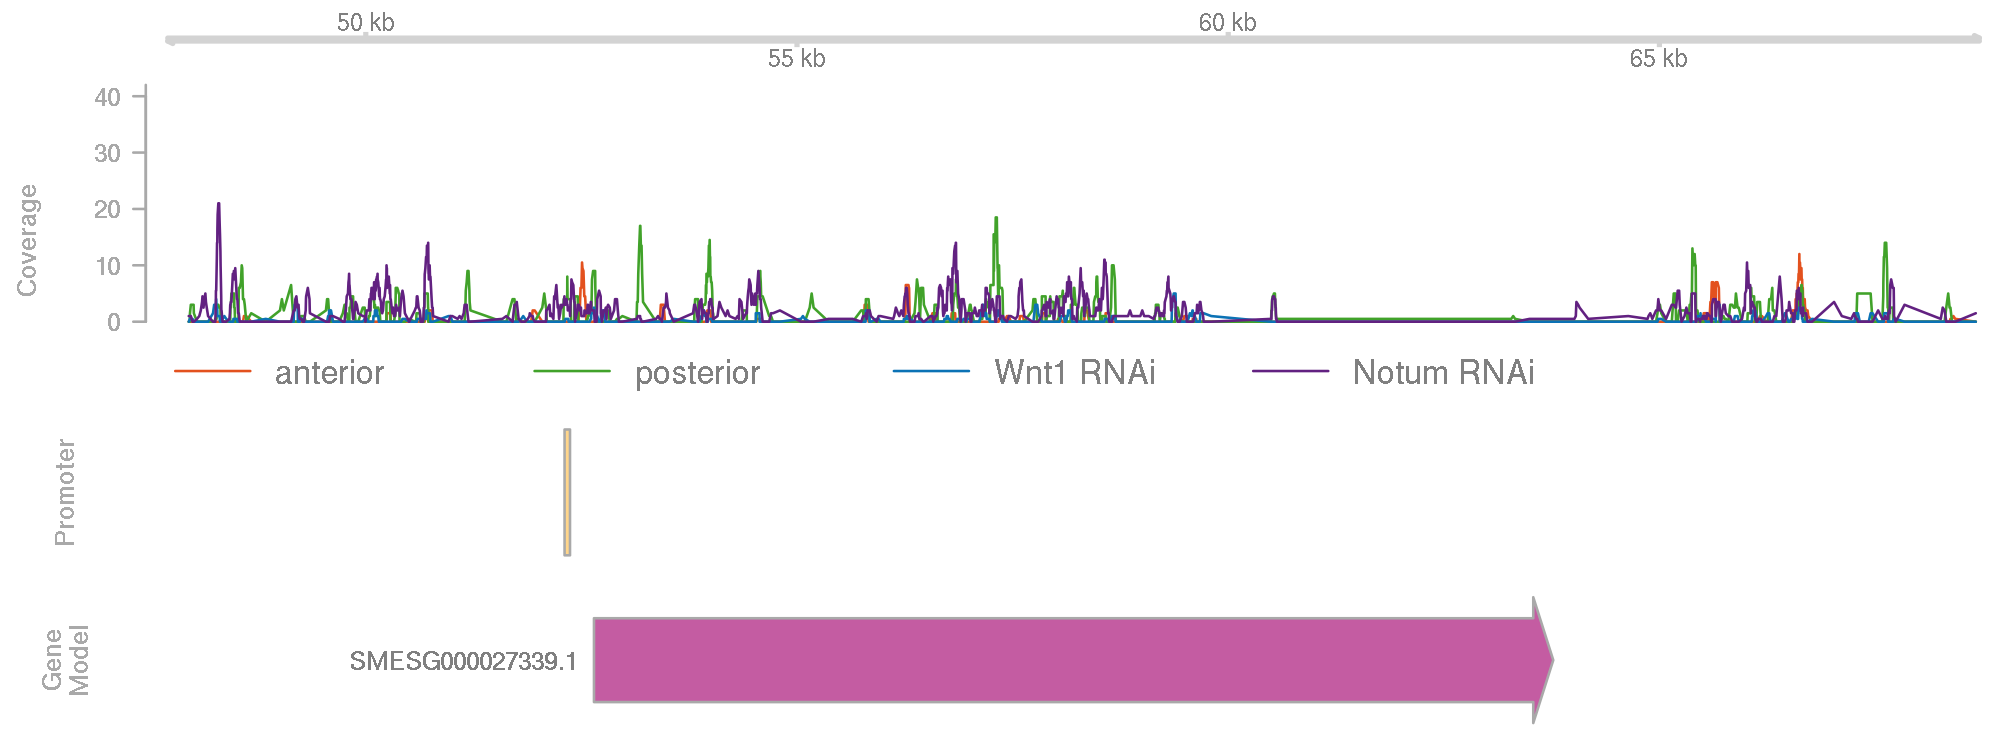 50 kb
60 kb
55 kb
65 kb
Coverage
40
30
20
10
0
anterior
posterior
Wnt1 RNAi
Notum RNAi
Promoter
Gene
Model
SMESG000027339.1